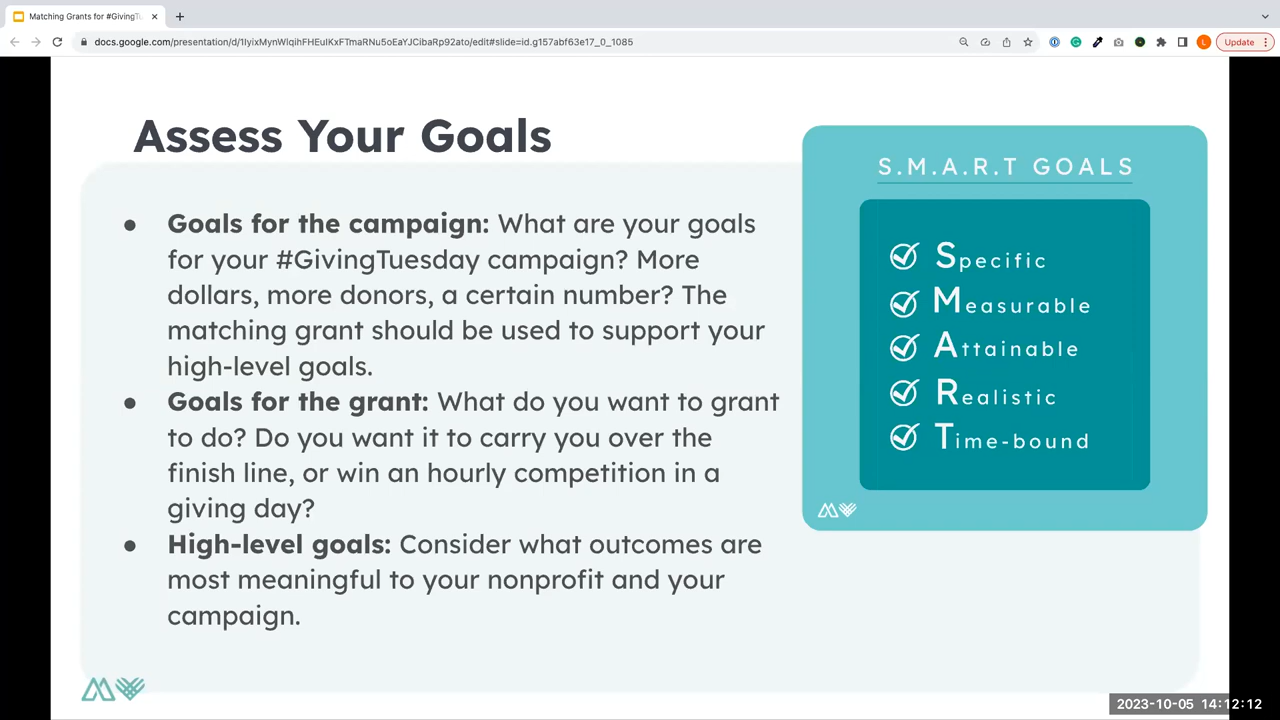 Matching Grants for #GivingTu
docs.google.com/presentation/d/1IyixMynWlqihFHEulKxFTmaRNu5oEaYJCibaRp92ato/edit#slide=id.g157abf63e17_0_1085
L
Update
Assess Your Goals
● Goals for the campaign: What are your goals
for your #GivingTuesday campaign? More
dollars, more donors, a certain number? The
matching grant should be used to support your
high-level goals.
● Goals for the grant: What do you want to grant
to do? Do you want it to carry you over the
finish line, or win an hourly competition in a
giving day?
● High-level goals: Consider what outcomes are
most meaningful to your nonprofit and your
campaign.
S.M.A.R.T GOALS
Specific
Measurable
Attainable
Realistic
Time-bound
2023-10-05 14:12:12